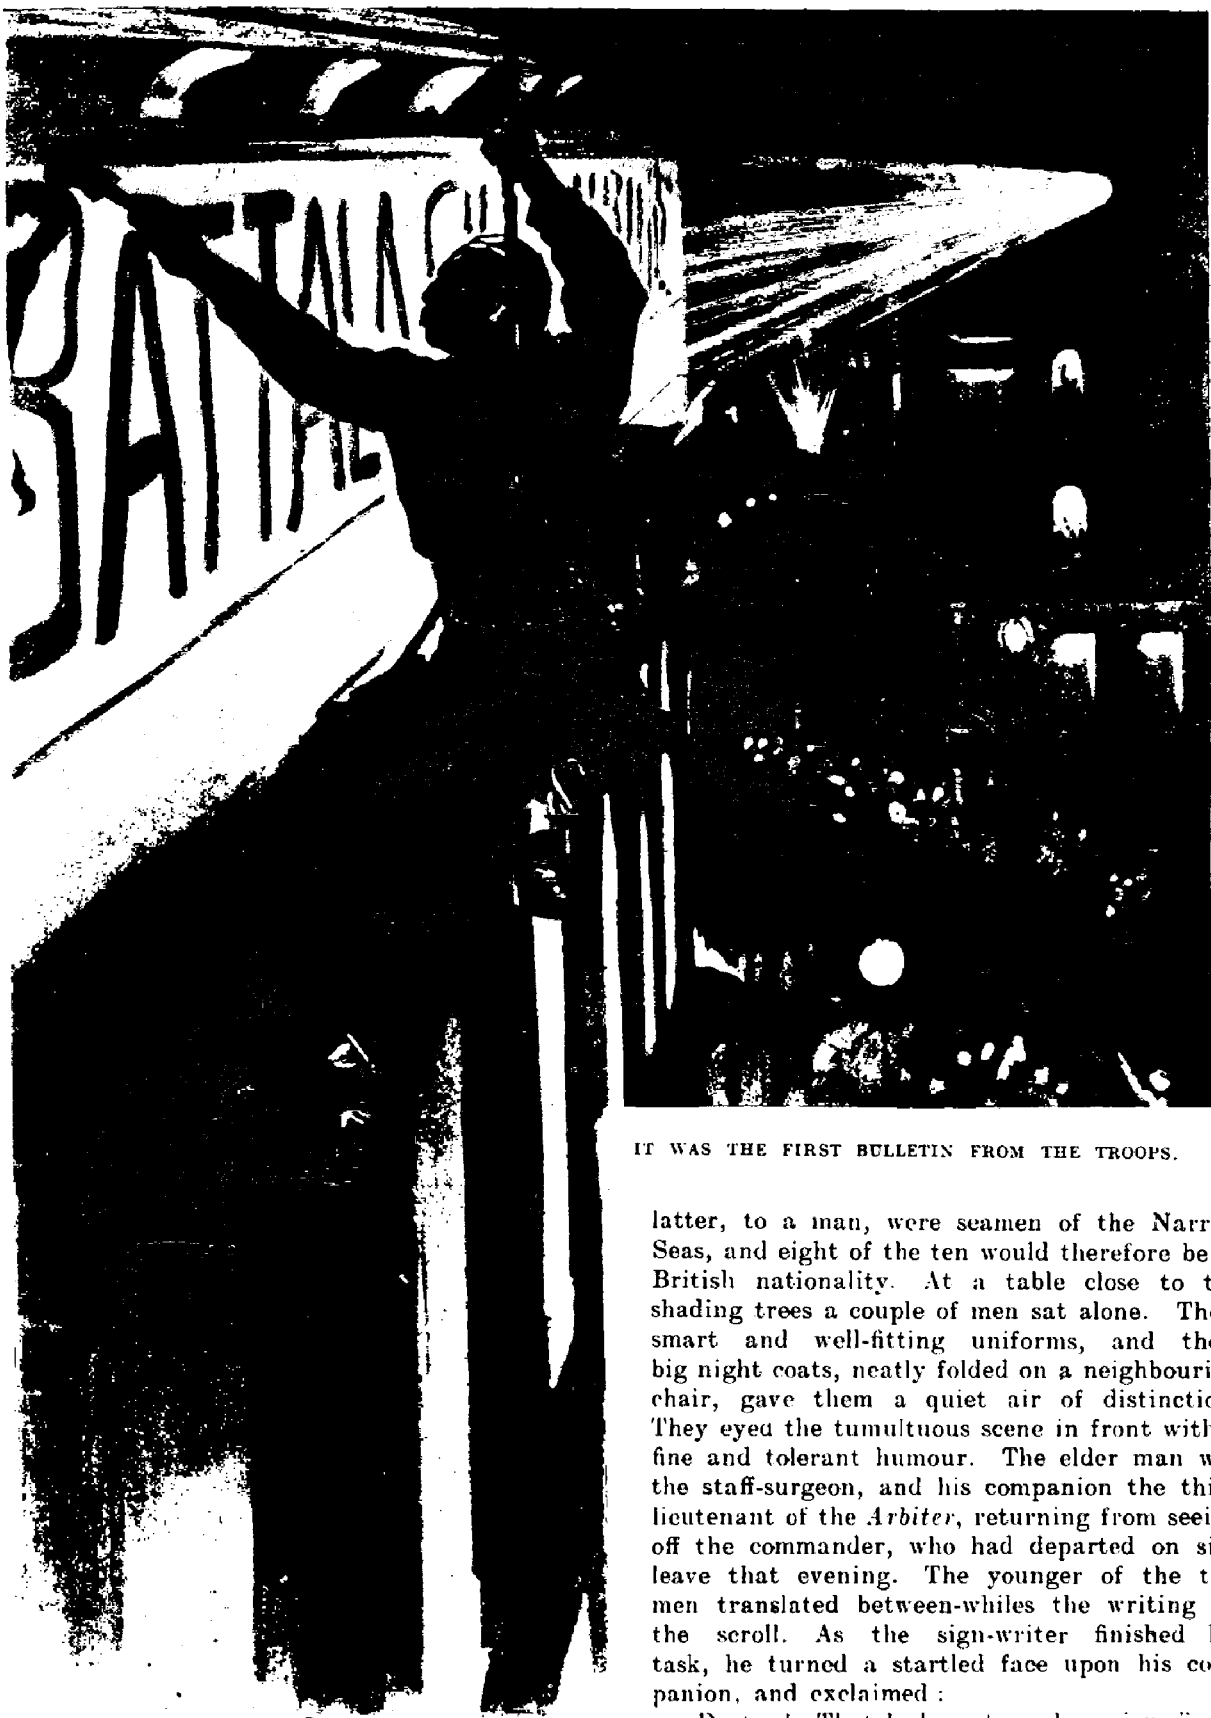 BATTALA
IT WAS THE FIRST BULLETIN FROM THE TROOPS.
latter, to a man, were seamen of the Narr
Seas, and eight of the ten would therefore be
British nationality. At a table close to t
shading trees a couple of men sat alone. The
smart and well-fitting uniforms, and the
big night coats, neatly folded on a neighbouri
chair, gave them a quiet air of distinctio
They eyed the tumultuous scene in front with
fine and tolerant humour. The elder man w
the staff-surgeon, and his companion the thi
lieutenant of the Arbiter, returning from seei
off the commander, who had departed on si
leave that evening. The younger of the t
men translated between-whiles the writing
the scroll. As the sign-writer finished
task, he turned a startled face upon his co
panion, and exclaimed :